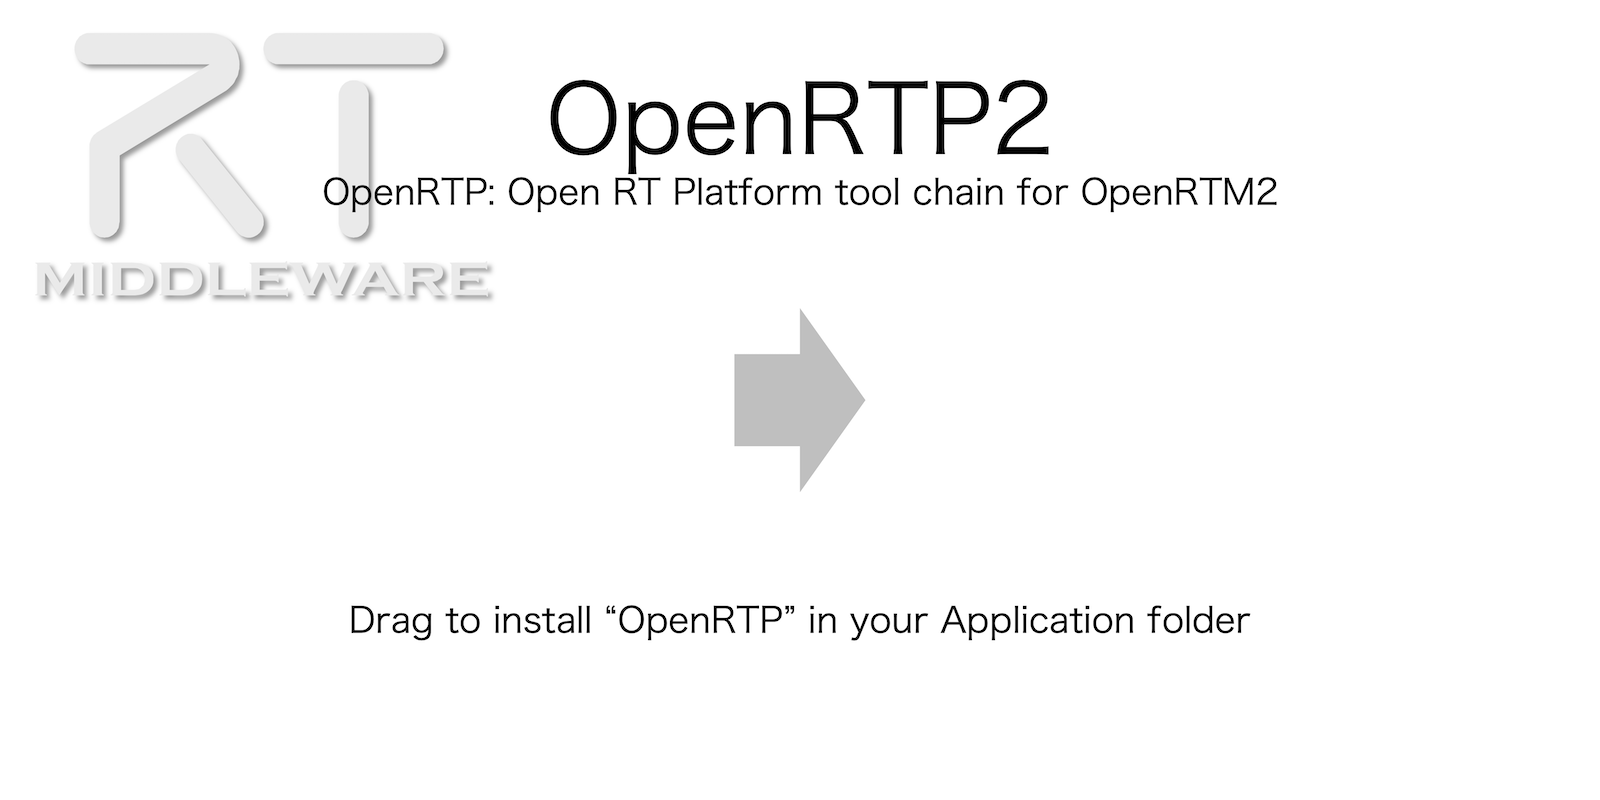 RT
MIDDLEWARE
OpenRTP2
OpenRTP: Open RT Platform tool chain for OpenRTM2
Drag to install “OpenRTP” in your Application folder